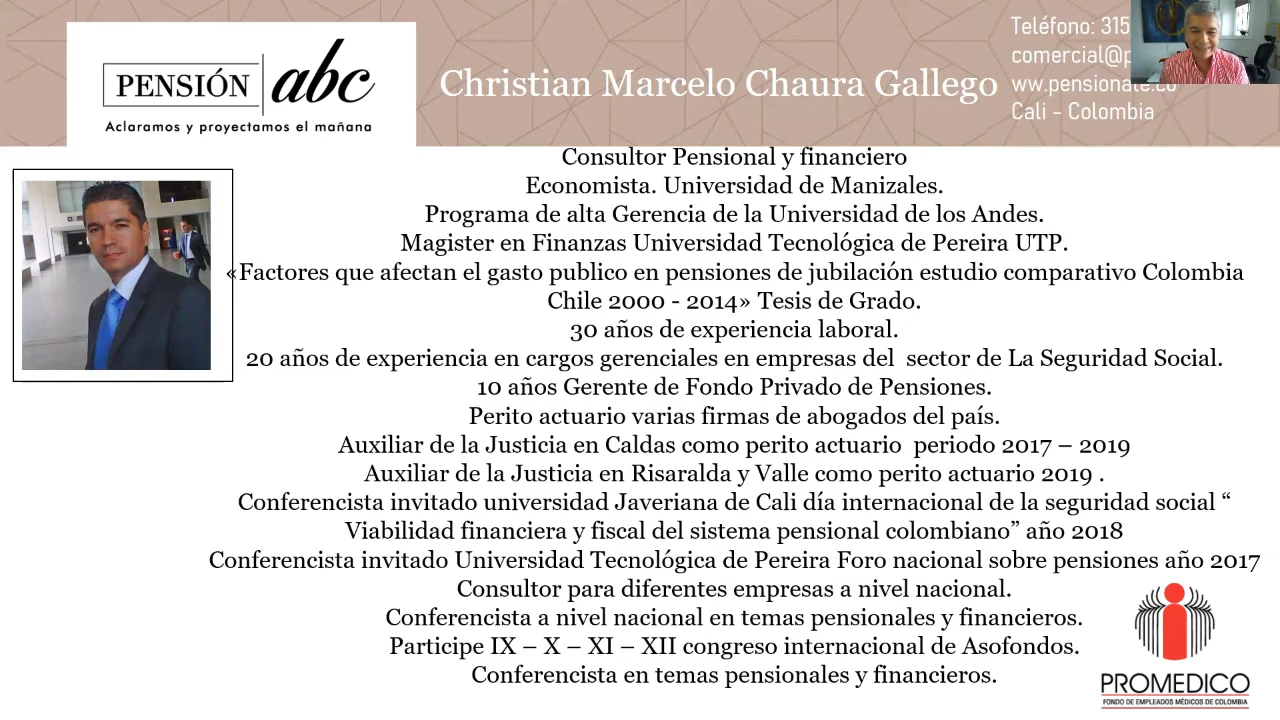 PENSIÓN abc
Aclaramos y proyectamos el mañana
Christian Marcelo Chaura Gallego
Teléfono: 315
ww.pensionate.co
Cali - Colombia
Consultor Pensional y financiero
Economista. Universidad de Manizales.
Programa de alta Gerencia de la Universidad de los Andes.
Magister en Finanzas Universidad Tecnológica de Pereira UTP.
«Factores que afectan el gasto publico en pensiones de jubilación estudio comparativo Colombia
Chile 2000 - 2014» Tesis de Grado.
30 años de experiencia laboral.
20 años de experiencia en cargos gerenciales en empresas del sector de La Seguridad Social.
10 años Gerente de Fondo Privado de Pensiones.
Perito actuario varias firmas de abogados del país.
Auxiliar de la Justicia en Caldas como perito actuario periodo 2017 – 2019
Auxiliar de la Justicia en Risaralda y Valle como perito actuario 2019 .
Conferencista invitado universidad Javeriana de Cali día internacional de la seguridad social “
Viabilidad financiera y fiscal del sistema pensional colombiano” año 2018
Conferencista invitado Universidad Tecnológica de Pereira Foro nacional sobre pensiones año 2017
Consultor para diferentes empresas a nivel nacional.
Conferencista a nivel nacional en temas pensionales y financieros.
Participe IX – X – XI – XII congreso internacional de Asofondos.
Conferencista en temas pensionales y financieros.
PROMEDICO
FONDO DE EMPLEADOS MÉDICOS DE COLOMBIA